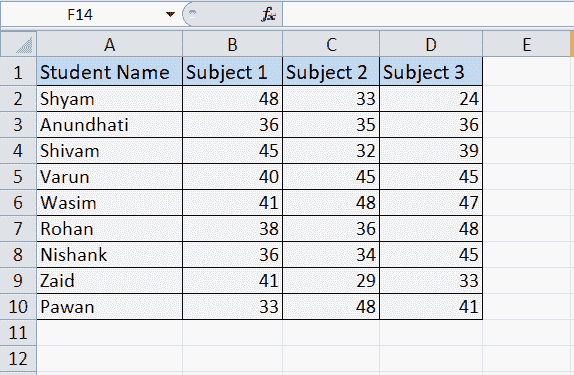 F14 fx
A B C D E
1 Student Name Subject 1 Subject 2 Subject 3
2 Shyam 48 33 24
3 Anundhati 36 35 36
4 Shivam 45 32 39
5 Varun 40 45 45
6 Wasim 41 48 47
7 Rohan 38 36 48
8 Nishank 36 34 45
9 Zaid 41 29 33
10 Pawan 33 48 41
11
12